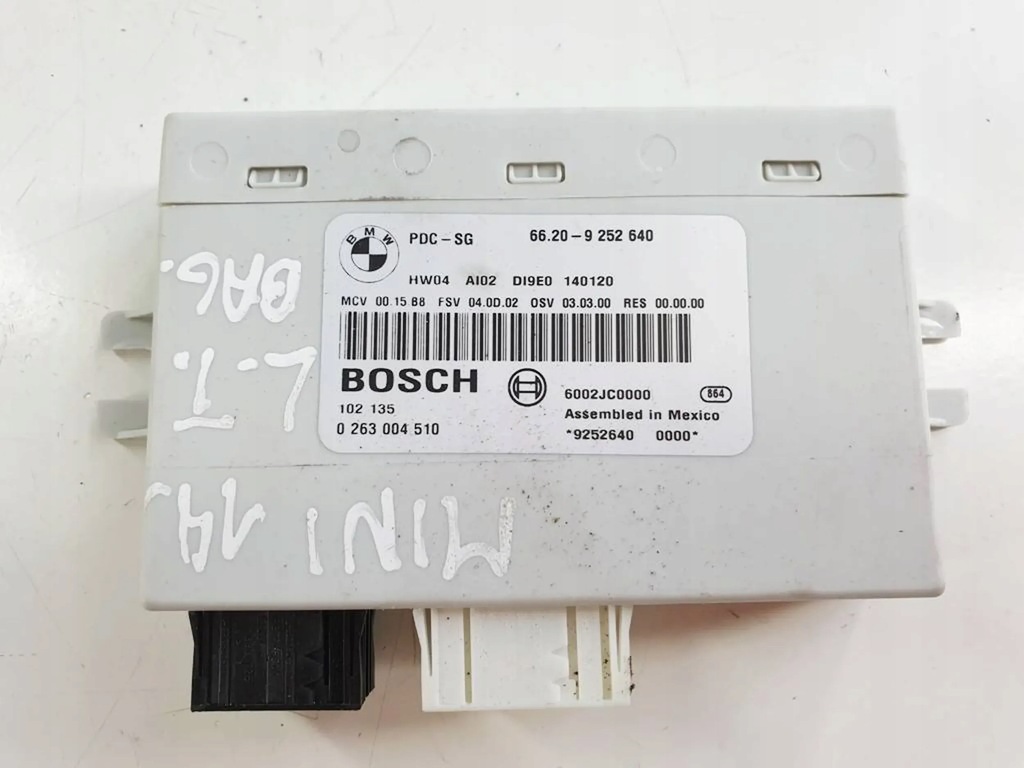 BMW
PDC-SG 66.20-9 252 640
HW04 AI02 DI9E0 140120
MCV 00.15 B8 FSV 04.0D.02 OSV 03.03.00 RES 00.00.00
BOSCH
6002JC0000 864
102 135 Assembled in Mexico
0 263 004 510 *9252640 0000*
MINI
L.T.
BAG.